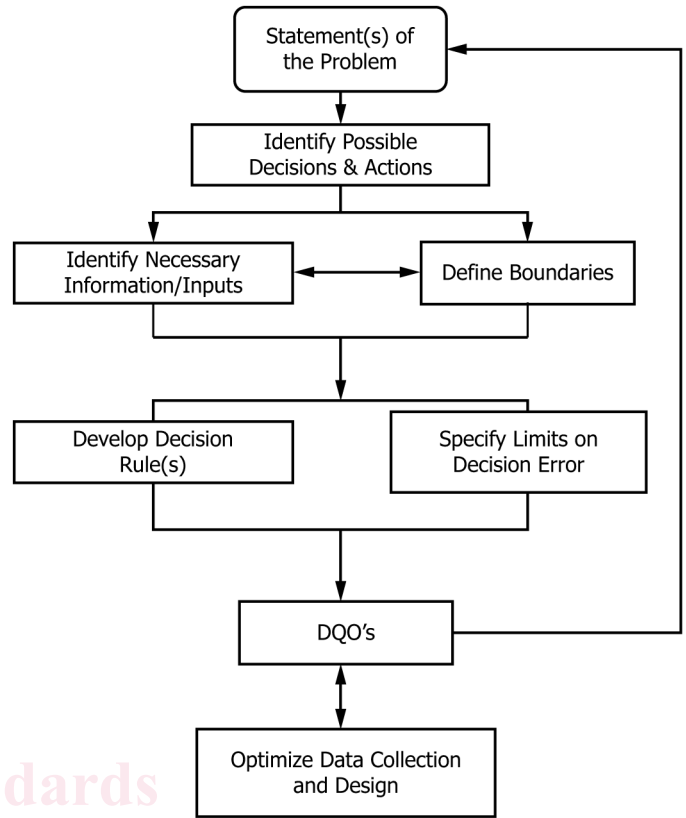 Statement(s) of
the Problem
Identify Possible
Decisions & Actions
Identify Necessary
Information/Inputs
Define Boundaries
Develop Decision
Rule(s)
Specify Limits on
Decision Error
DQO's
Optimize Data Collection
and Design
dards